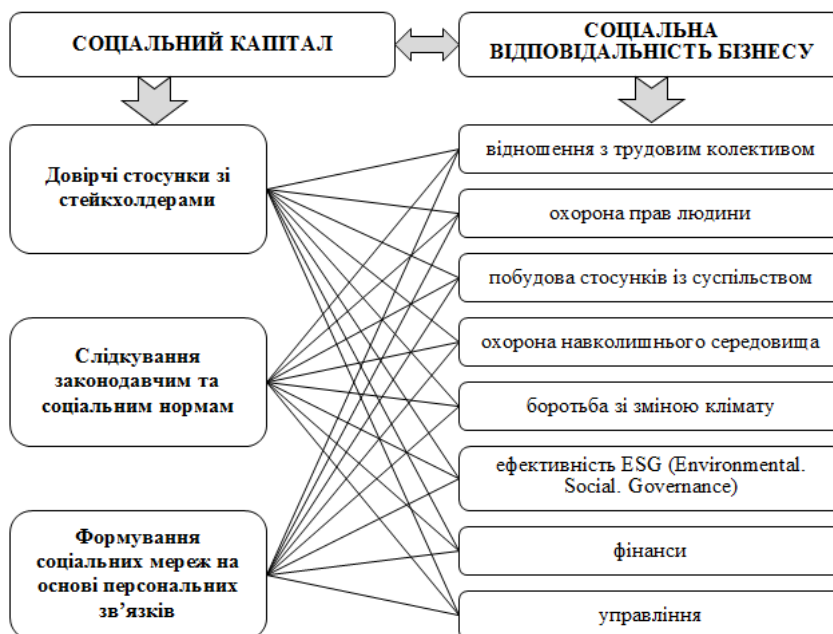 СОЦІАЛЬНИЙ КАПІТАЛ
СОЦІАЛЬНА
ВІДПОВІДАЛЬНІСТЬ БІЗНЕСУ
Довірчі стосунки зі
стейкхолдерами
Слідкування
законодавчим та
соціальним нормам
Формування
соціальних мереж на
основі персональних
зв’язків
відношення з трудовим колективом
охорона прав людини
побудова стосунків із суспільством
охорона навколишнього середовища
боротьба зі зміною клімату
ефективність ESG (Environmental.
Social. Governance)
фінанси
управління